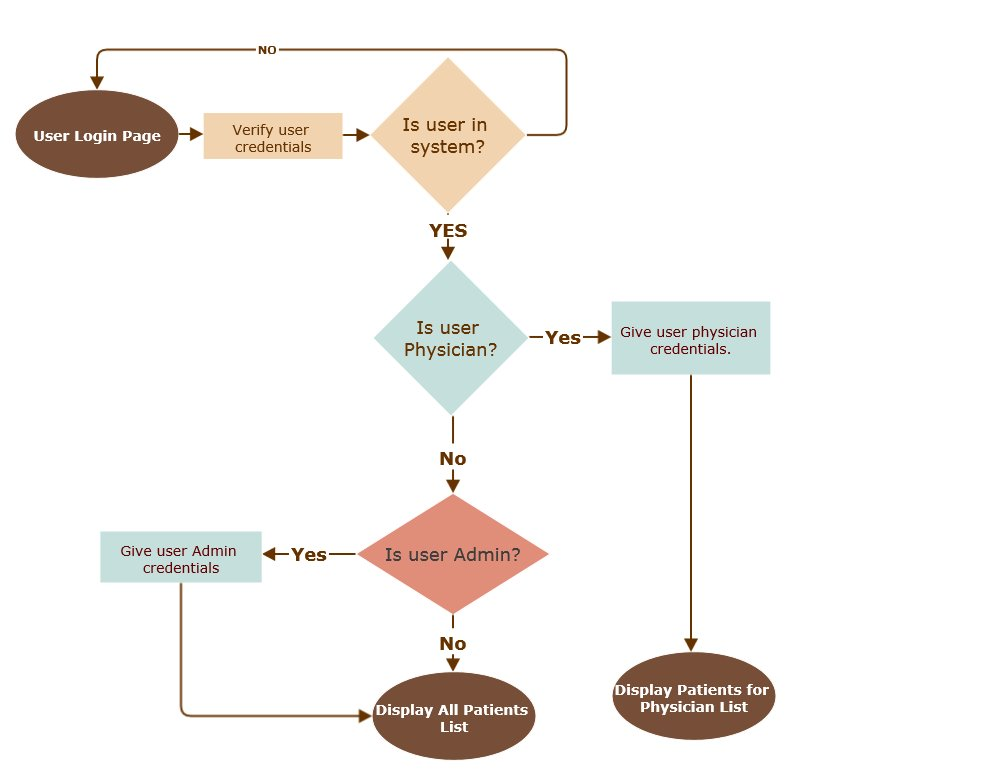 NO
User Login Page
Verify user
credentials
Is user in
system?
YES
Is user
Physician?
Yes
Give user physician
credentials.
No
Give user Admin
credentials
Yes
Is user Admin?
No
Display All Patients
List
Display Patients for
Physician List